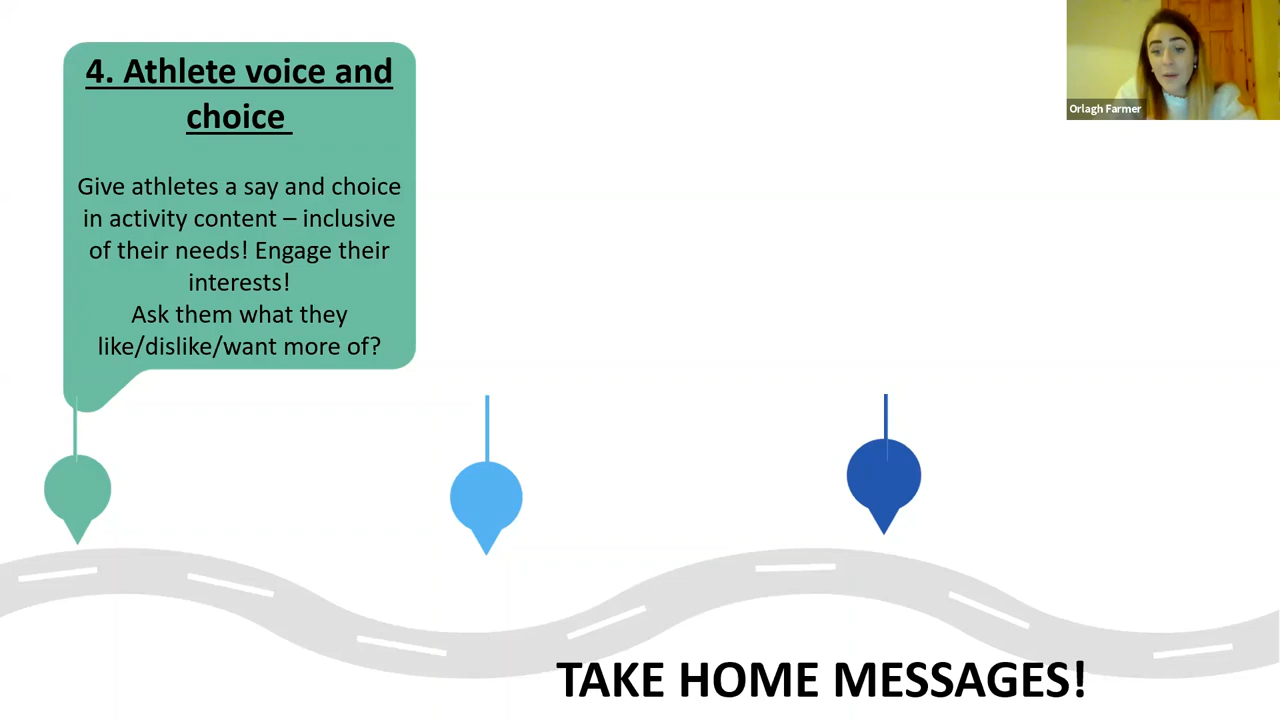 4. Athlete voice and
choice
Give athletes a say and choice
in activity content – inclusive
of their needs! Engage their
interests!
Ask them what they
like/dislike/want more of?
Orlagh Farmer
TAKE HOME MESSAGES!